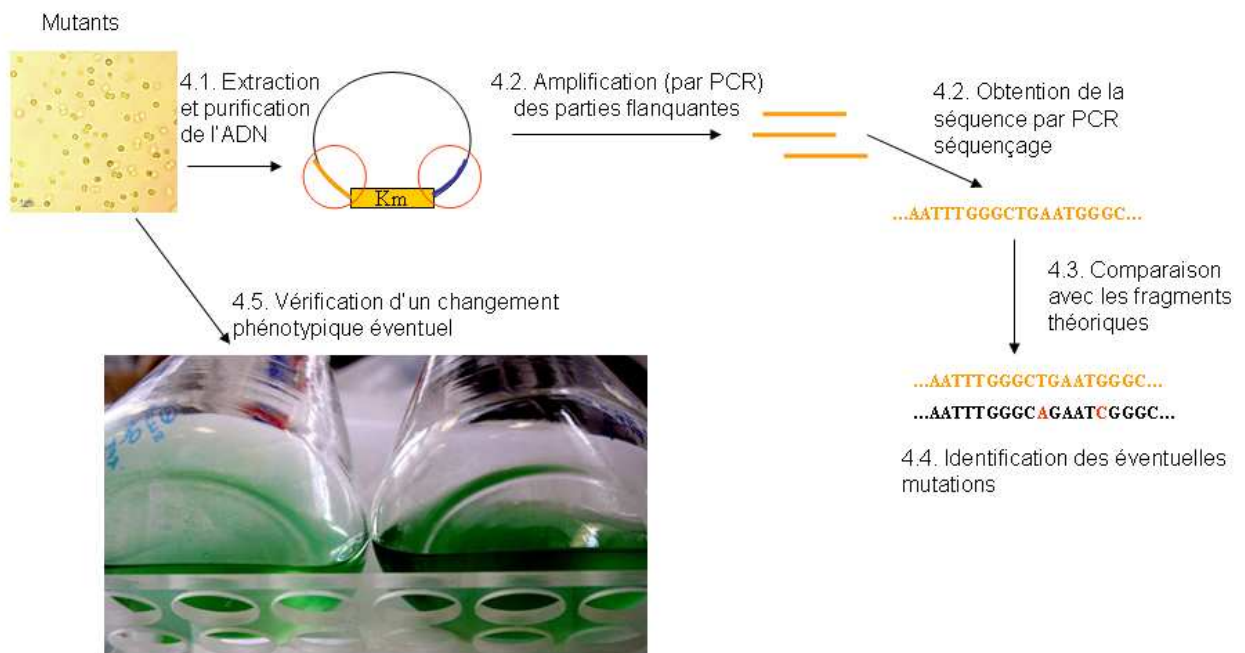 Mutants
4.1. Extraction
et purification
de l'ADN
Km
4.2. Amplification (par PCR)
des parties flanquantes
4.2. Obtention de la
séquence par PCR
séquençage
...AATTTGGGCTGAATGGGC...
4.3. Comparaison
avec les fragments
théoriques
...AATTTGGGCTGAATGGGC...
...AATTTGGGCAGAATCGGGC...
4.4. Identification des éventuelles
mutations
4.5. Vérification d'un changement
phénotypique éventuel